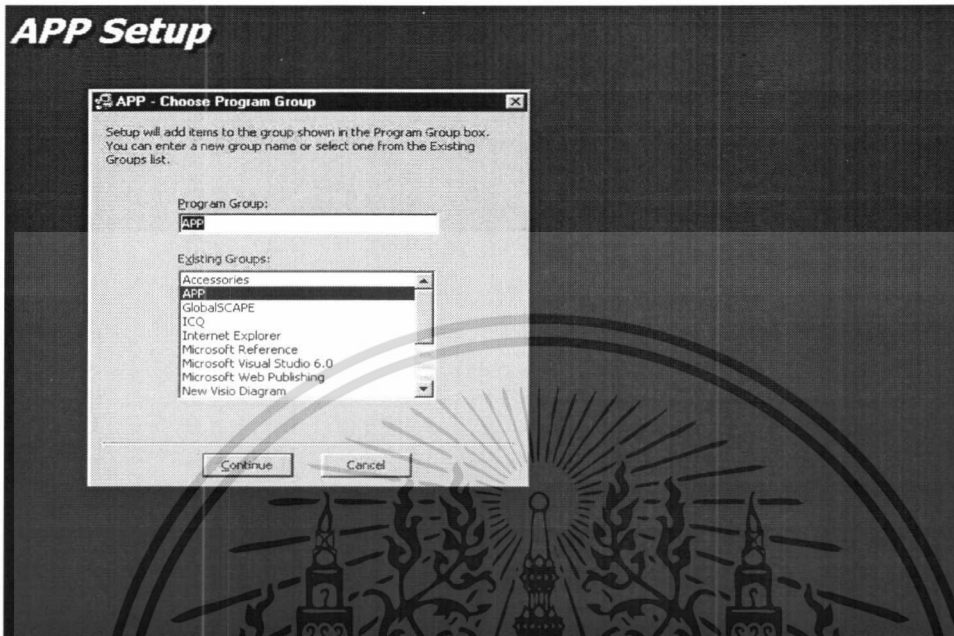 APP Setup
APP - Choose Program Group
Setup will add items to the group shown in the Program Group box.
You can enter a new group name or select one from the Existing
Groups list.
Program Group:
APP
Existing Groups:
Accessories
APP
GlobalSCAPE
ICQ
Internet Explorer
Microsoft Reference
Microsoft Visual Studio 6.0
Microsoft Web Publishing
New Visio Diagram
Continue
Cancel